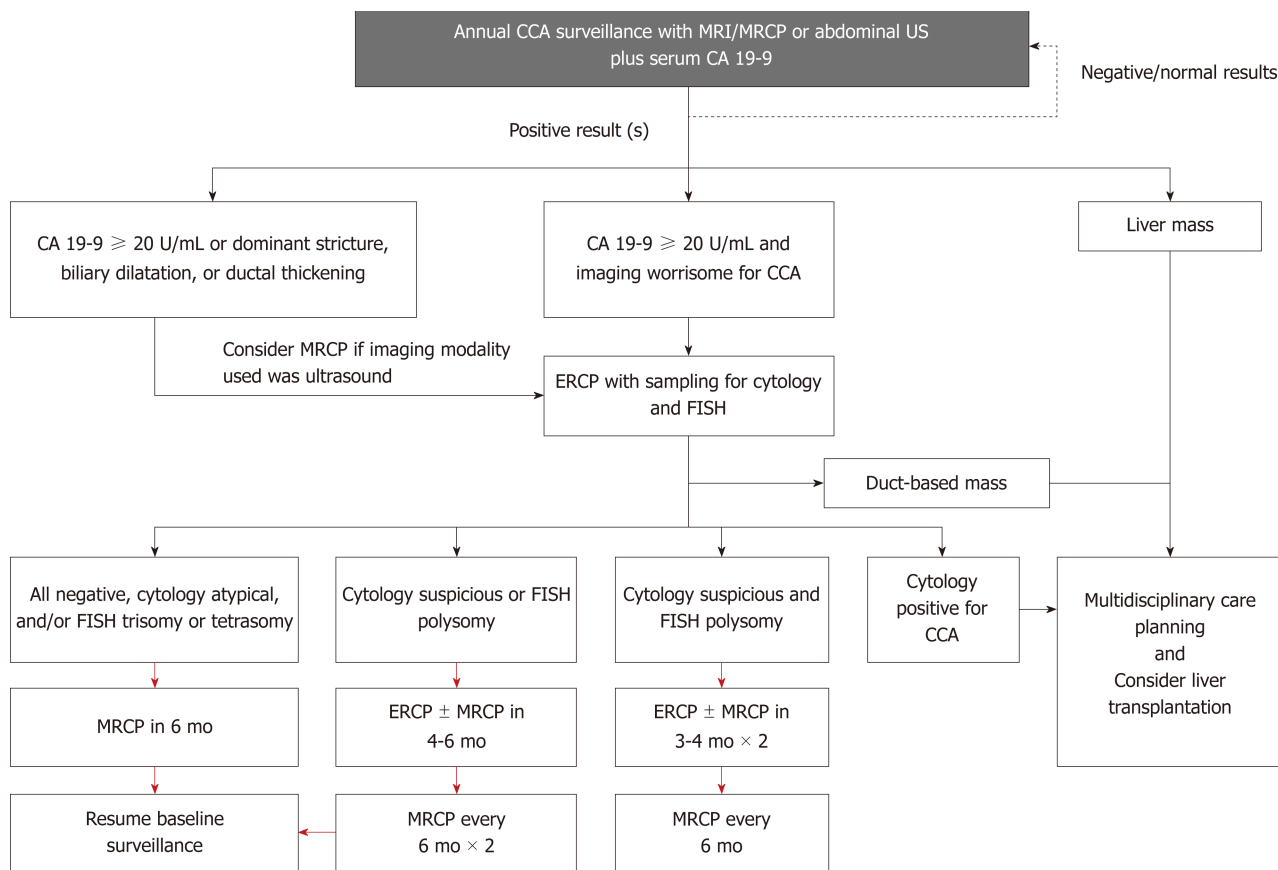 Annual CCA surveillance with MRI/MRCP or abdominal US
plus serum CA 19-9
Negative/normal results
Positive result (s)
CA 19-9 ≥ 20 U/mL or dominant stricture,
biliary dilatation, or ductal thickening
CA 19-9 ≥ 20 U/mL and
imaging worrisome for CCA
Liver mass
Consider MRCP if imaging modality
used was ultrasound
ERCP with sampling for cytology
and FISH
Duct-based mass
All negative, cytology atypical,
and/or FISH trisomy or tetrasomy
Cytology suspicious or FISH
polysomy
Cytology suspicious and
FISH polysomy
Cytology
positive for
CCA
Multidisciplinary care
planning
and
Consider liver
transplantation
MRCP in 6 mo
ERCP ± MRCP in
4-6 mo
ERCP ± MRCP in
3-4 mo × 2
Resume baseline
surveillance
MRCP every
6 mo × 2
MRCP every
6 mo